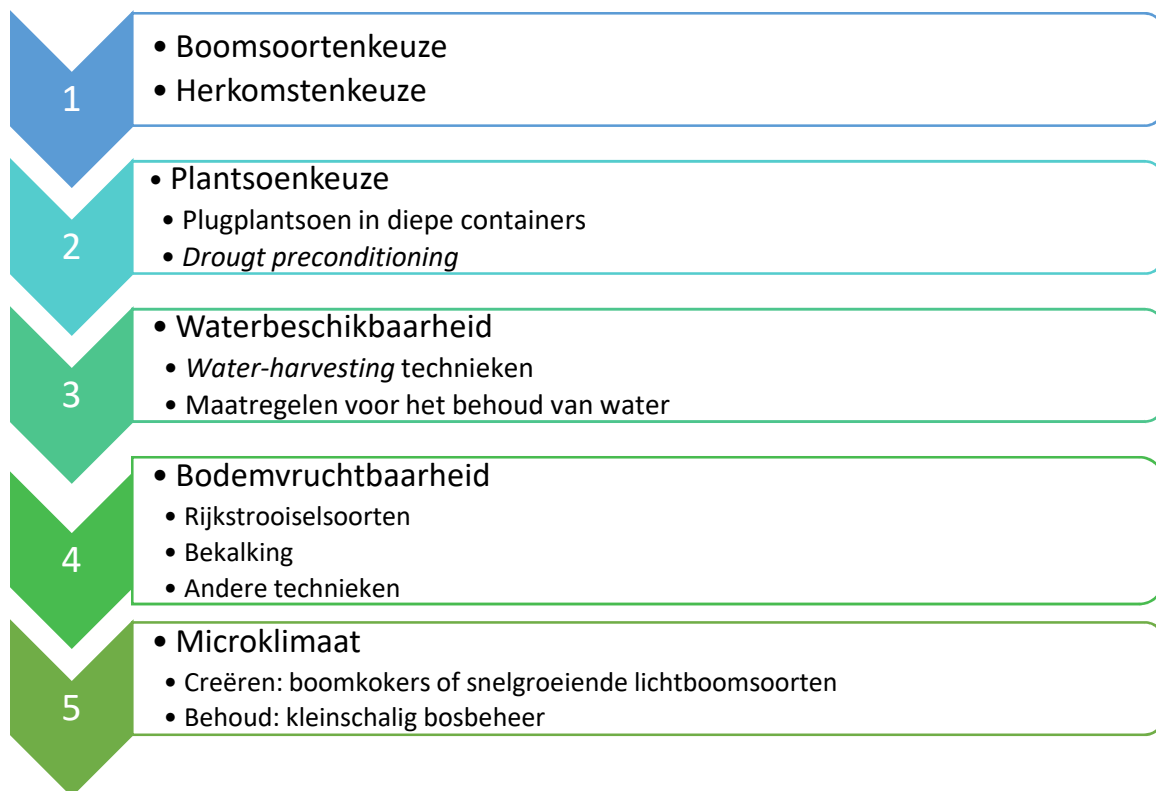 1
• Boomsoortenkeuze
• Herkomstenkeuze
2
• Plantsoenkeuze
• Plugplantsoen in diepe containers
• Drougt preconditioning
3
• Waterbeschikbaarheid
• Water-harvesting technieken
• Maatregelen voor het behoud van water
4
• Bodemvruchtbaarheid
• Rijkstrooiselsoorten
• Bekalking
• Andere technieken
5
• Microklimaat
• Creëren: boomkokers of snelgroeiende lichtboomsoorten
• Behoud: kleinschalig bosbeheer